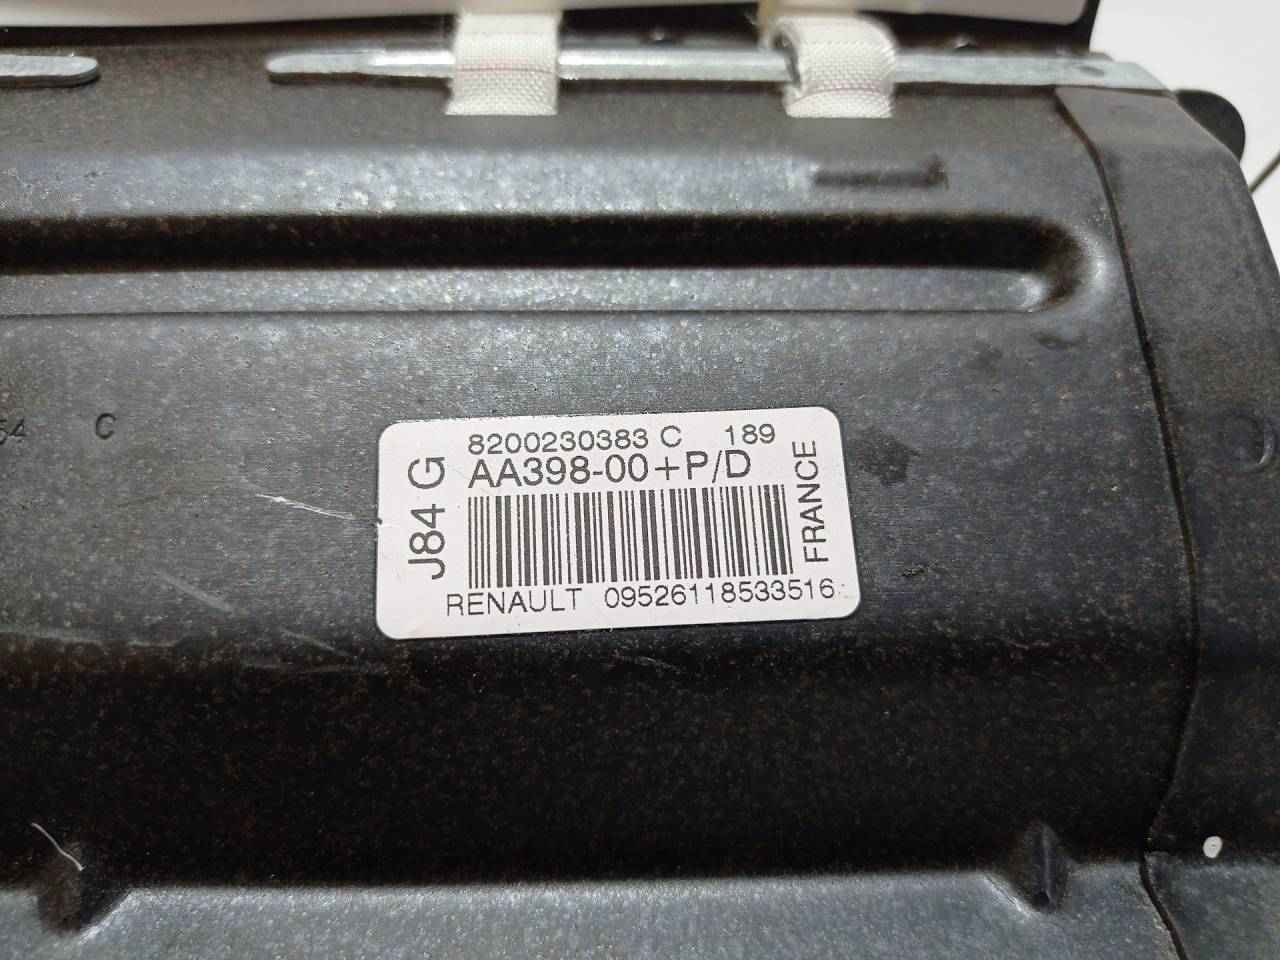 8200230383 C 189
AA398-00+P/D
J84 G
FRANCE
RENAULT 09526118533516
54 C